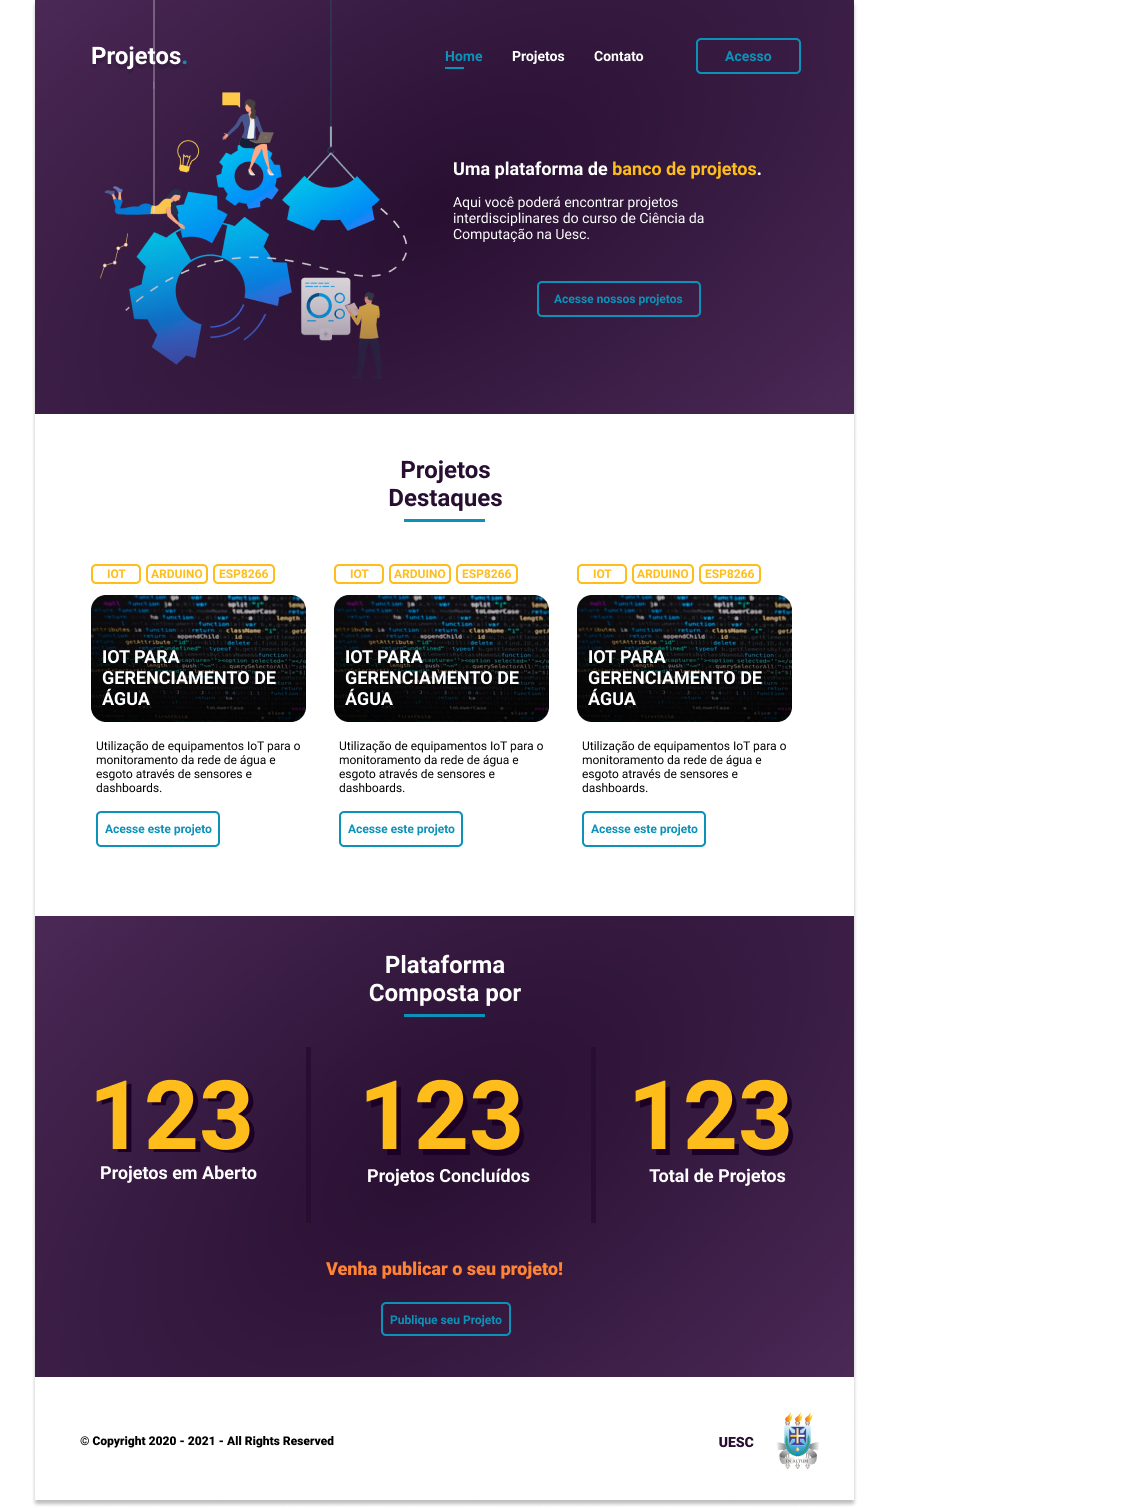 Projetos.
Home Projetos Contato Acesso
Uma plataforma de banco de projetos.
Aqui você poderá encontrar projetos
interdisciplinares do curso de Ciência da
Computação na Uesc.
Acesse nossos projetos
Projetos
Destaques
IOT ARDUINO ESP8266
IOT PARA
GERENCIAMENTO DE
ÁGUA
Utilização de equipamentos IoT para o
monitoramento da rede de água e
esgoto através de sensores e
dashboards.
Acesse este projeto
IOT ARDUINO ESP8266
IOT PARA
GERENCIAMENTO DE
ÁGUA
Utilização de equipamentos IoT para o
monitoramento da rede de água e
esgoto através de sensores e
dashboards.
Acesse este projeto
IOT ARDUINO ESP8266
IOT PARA
GERENCIAMENTO DE
ÁGUA
Utilização de equipamentos IoT para o
monitoramento da rede de água e
esgoto através de sensores e
dashboards.
Acesse este projeto
Plataforma
Composta por
123
Projetos em Aberto
123
Projetos Concluídos
123
Total de Projetos
Venha publicar o seu projeto!
Publique seu Projeto
© Copyright 2020 - 2021 - All Rights Reserved
UESC